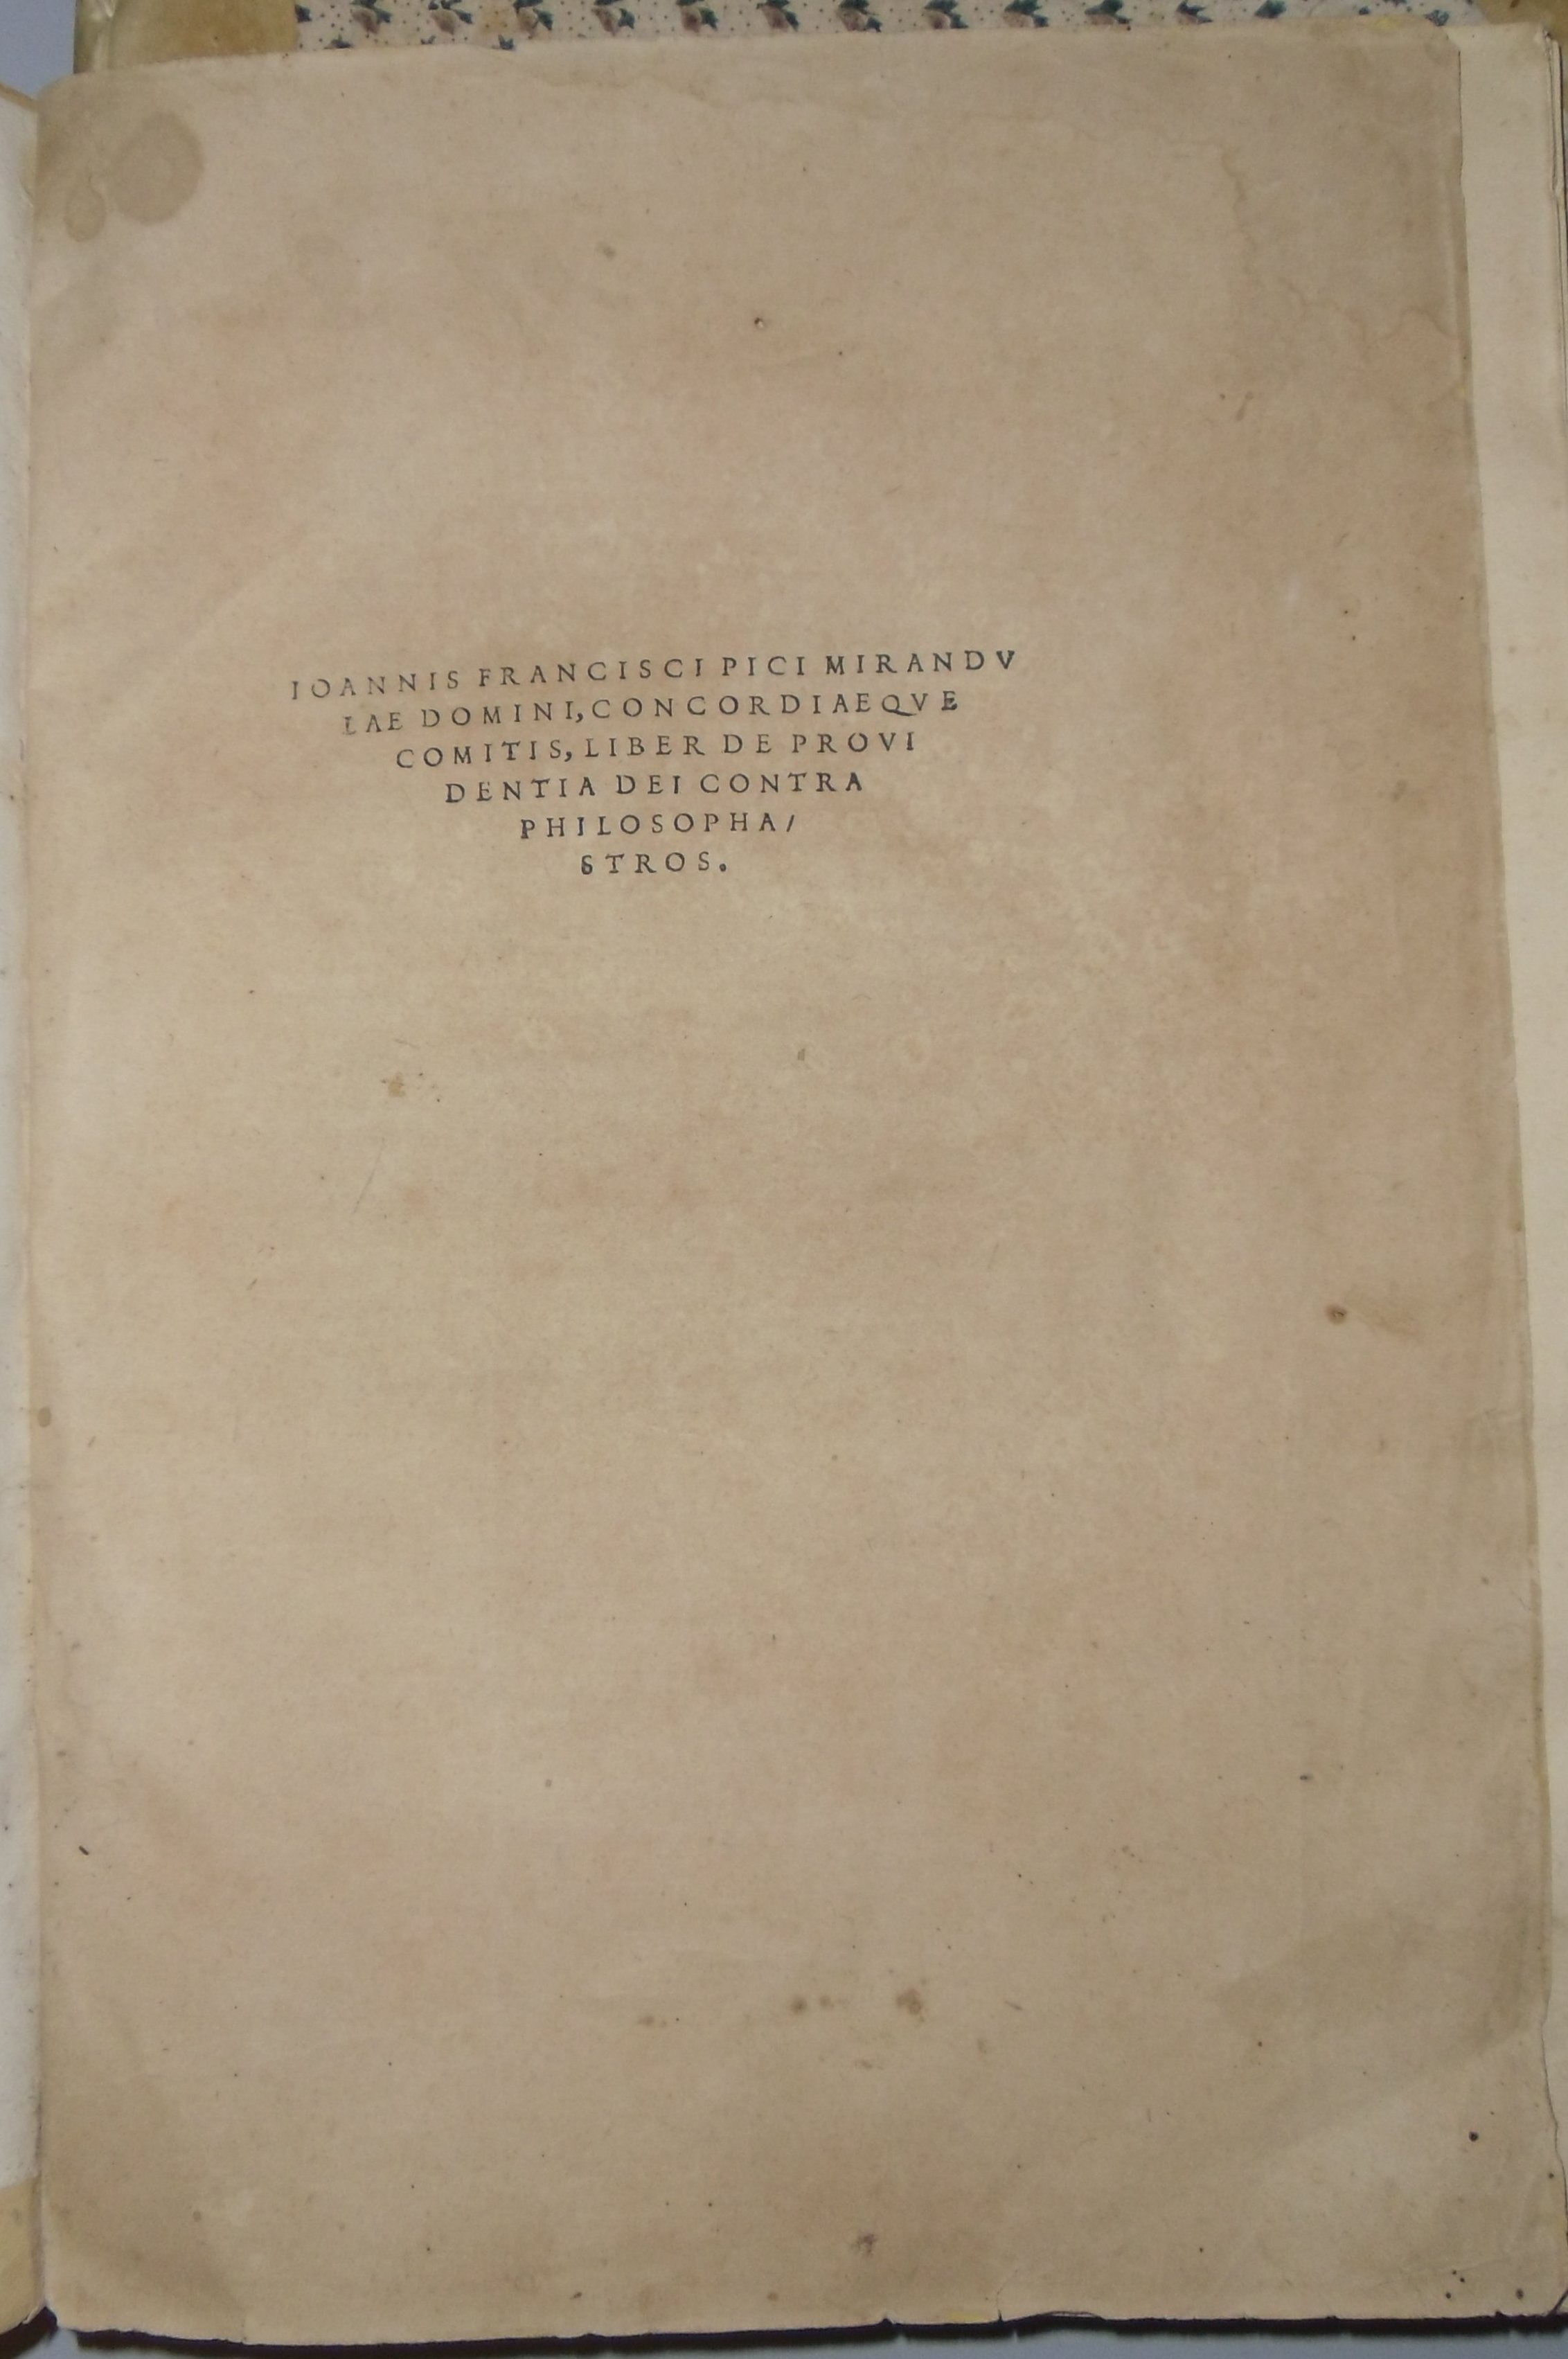 IOANNIS FRANCISCI PICI MIRANDV
LAE DOMINI, CONCORDIAEQVE
COMITIS, LIBER DE PROVI
DENTIA DEI CONTRA
PHILOSOPHA/
STROS.